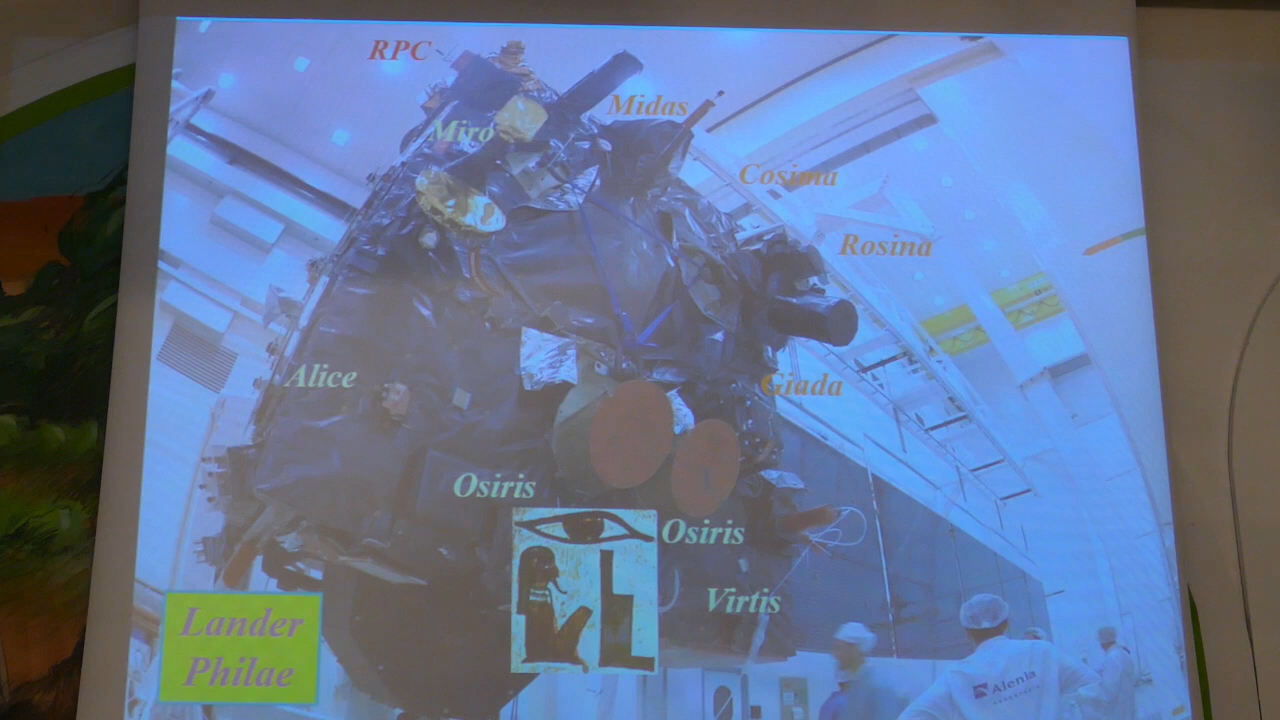 RPC
Midas
Miro
Cosima
Rosina
Alice
Giada
Osiris
Osiris
Virtis
Lander
Philae
Alenia